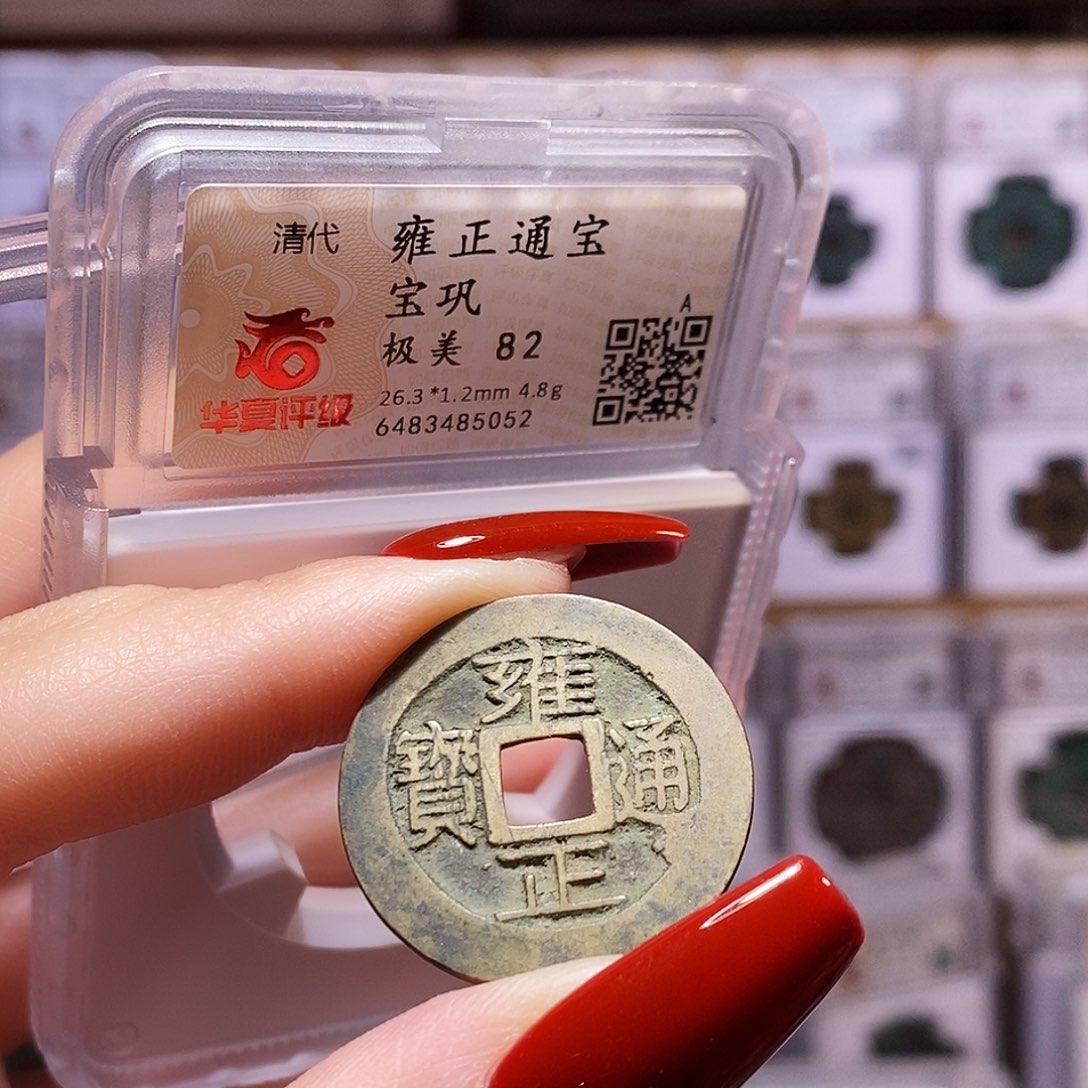 清代
雍正通宝
宝巩
极美 82
26.3*1.2mm 4.8g
6483485052
A
华夏评级
雍
寶 通
正